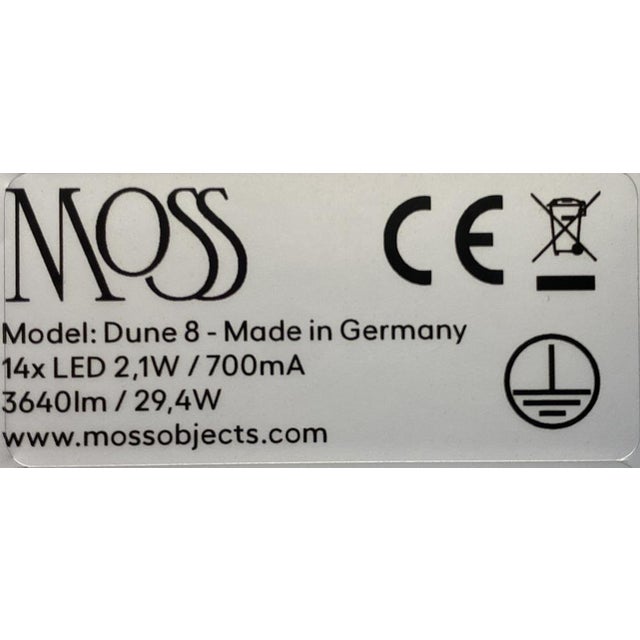 MOSS
CE
Model: Dune 8 - Made in Germany
14x LED 2,1W / 700mA
3640lm / 29,4W
www.mossobjects.com